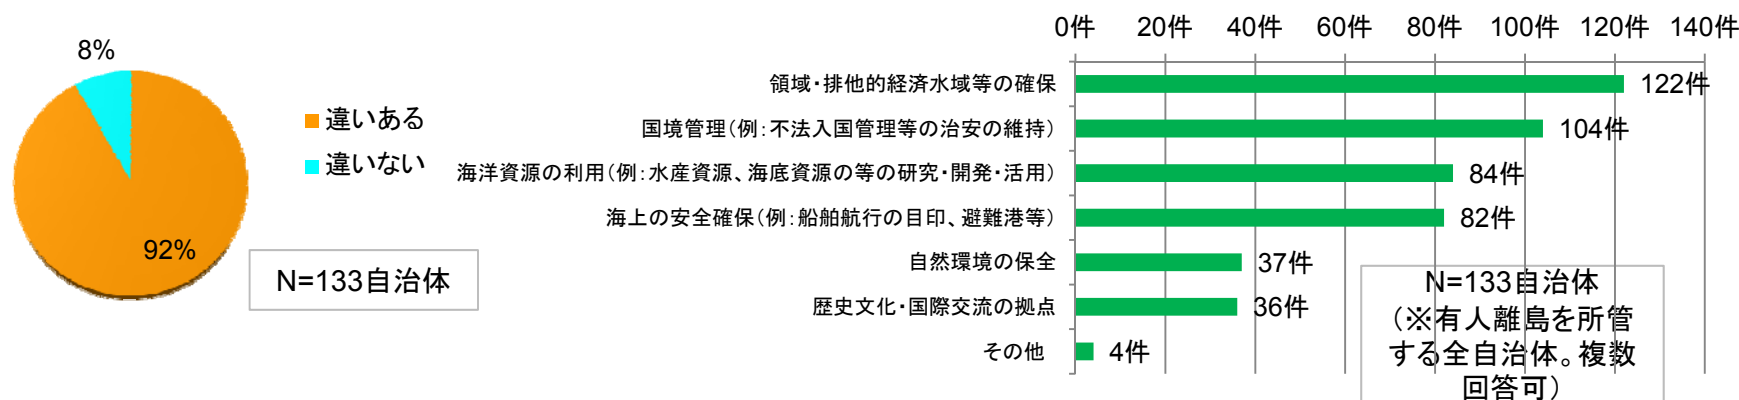 8%
92%
違いある
違いない
N=133自治体
0件 20件 40件 60件 80件 100件 120件 140件
領域・排他的経済水域等の確保 122件
国境管理（例：不法入国管理等の治安の維持） 104件
海洋資源の利用（例：水産資源、海底資源の等の研究・開発・活用） 84件
海上の安全確保（例：船舶航行の目印、避難港等） 82件
自然環境の保全 37件
歴史文化・国際交流の拠点 36件
その他 4件
N=133自治体
（※有人離島を所管
する全自治体。複数
回答可）